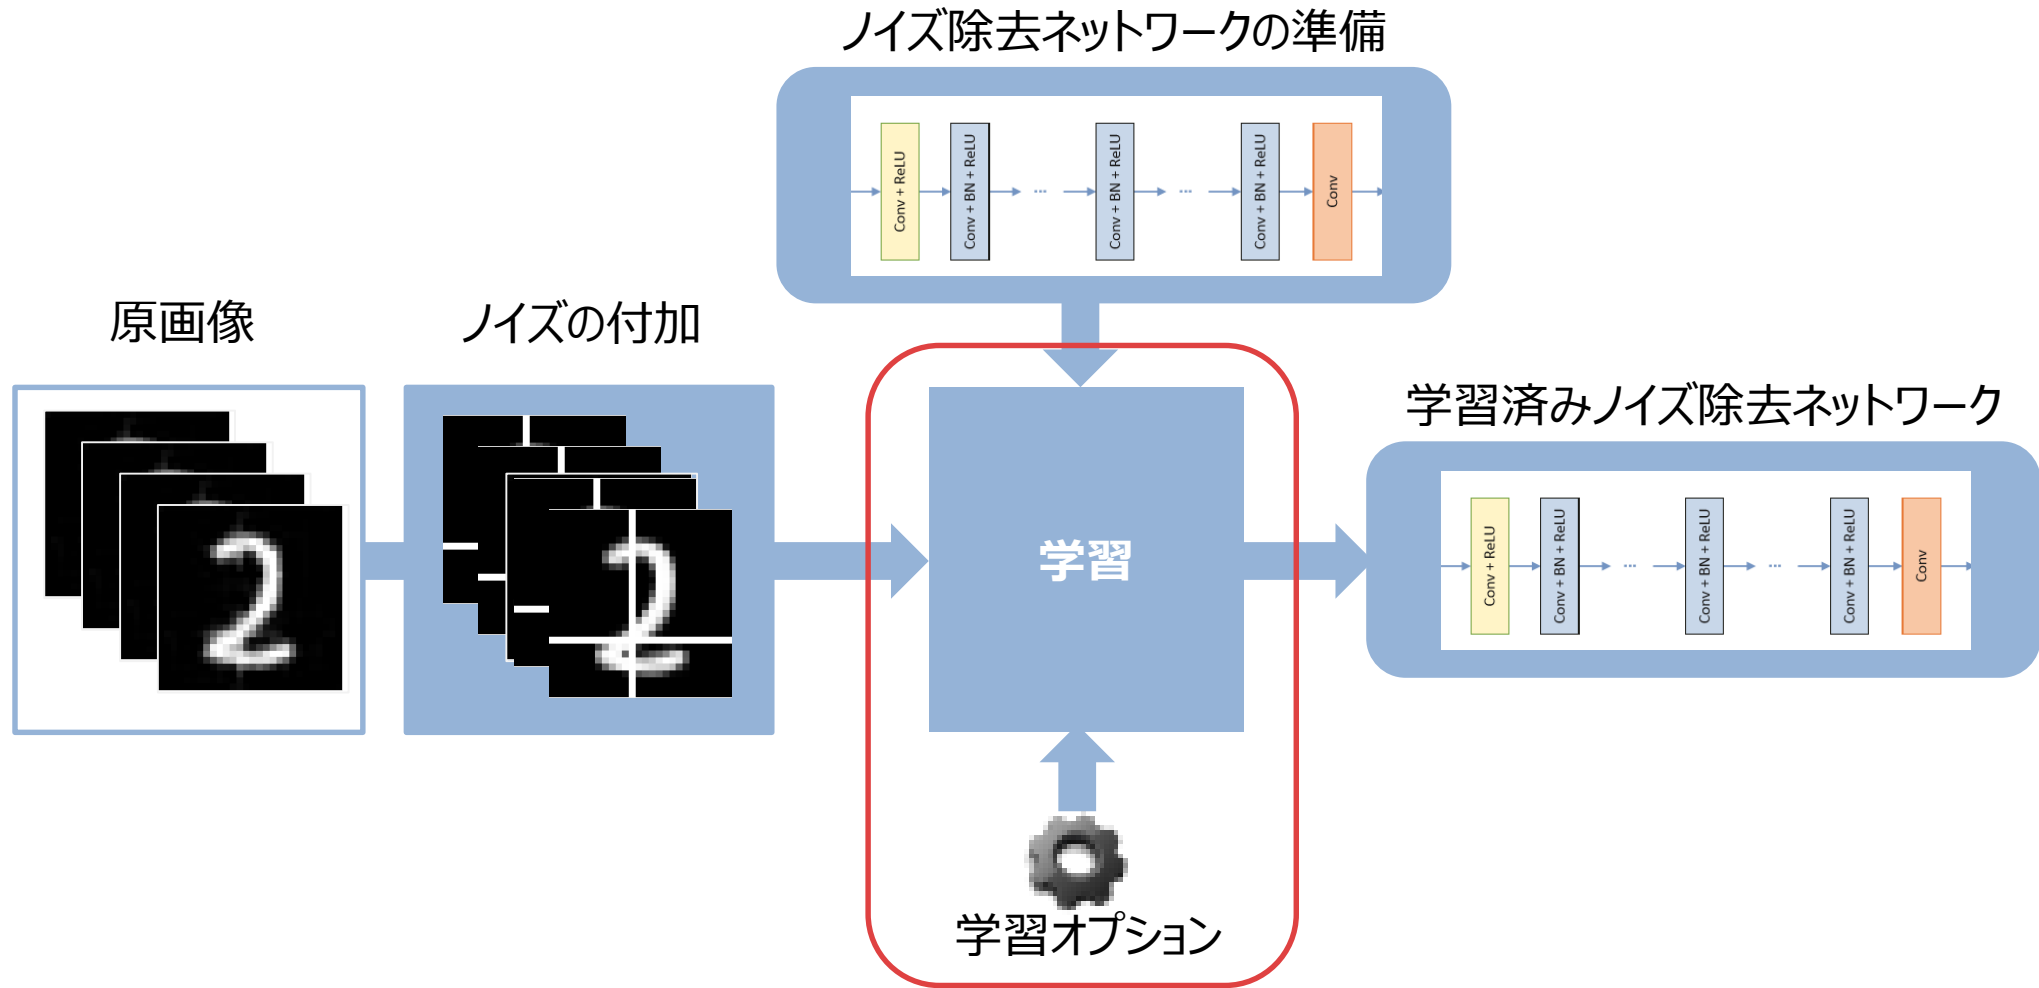 ノイズ除去ネットワークの準備
Conv + ReLU
Conv + BN + ReLU
...
Conv + BN + ReLU
...
Conv + BN + ReLU
Conv
原画像
ノイズの付加
学習
学習オプション
学習済みノイズ除去ネットワーク
Conv + ReLU
Conv + BN + ReLU
...
Conv + BN + ReLU
...
Conv + BN + ReLU
Conv
2
2